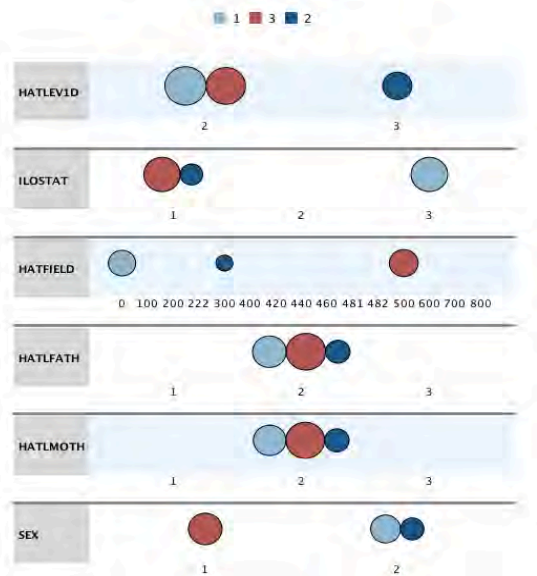 1 3 2
HATLEV1D
2 3
ILOSTAT
1 2 3
HATFIELD
0 100 200 222 300 400 420 440 460 481 482 500 600 700 800
HATLFATH
1 2 3
HATLMOTH
1 2 3
SEX
1 2